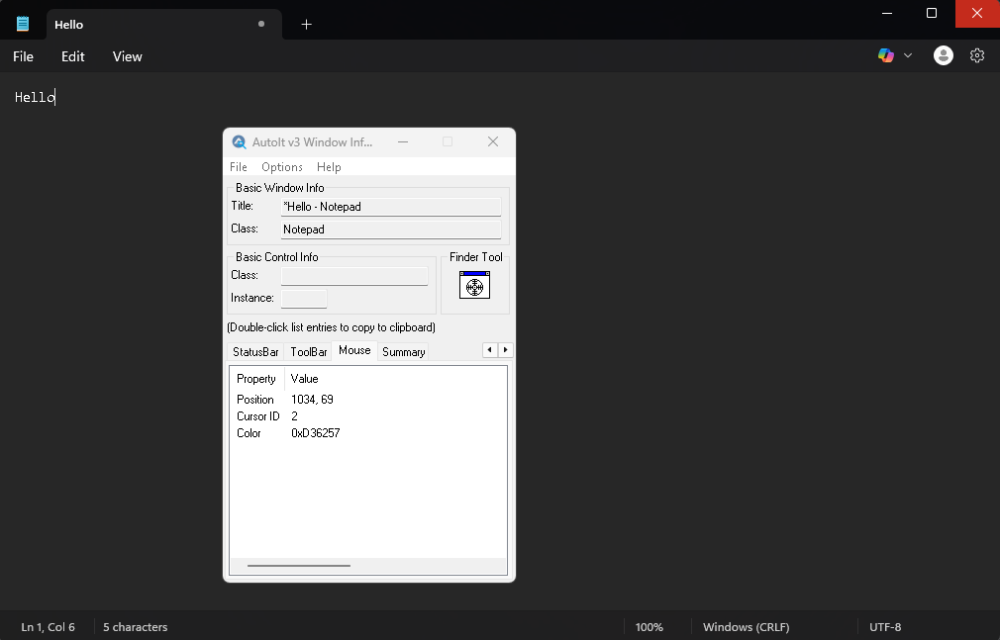 Hello
File Edit View
Hello
AutoIt v3 Window Inf...
File Options Help
Basic Window Info
Title: *Hello - Notepad
Class: Notepad
Basic Control Info
Finder Tool
Class:
Instance:
(Double-click list entries to copy to clipboard)
StatusBar ToolBar Mouse Summary
Property Value
Position 1034, 69
Cursor ID 2
Color 0xD36257
Ln 1, Col 6 5 characters 100% Windows (CRLF) UTF-8